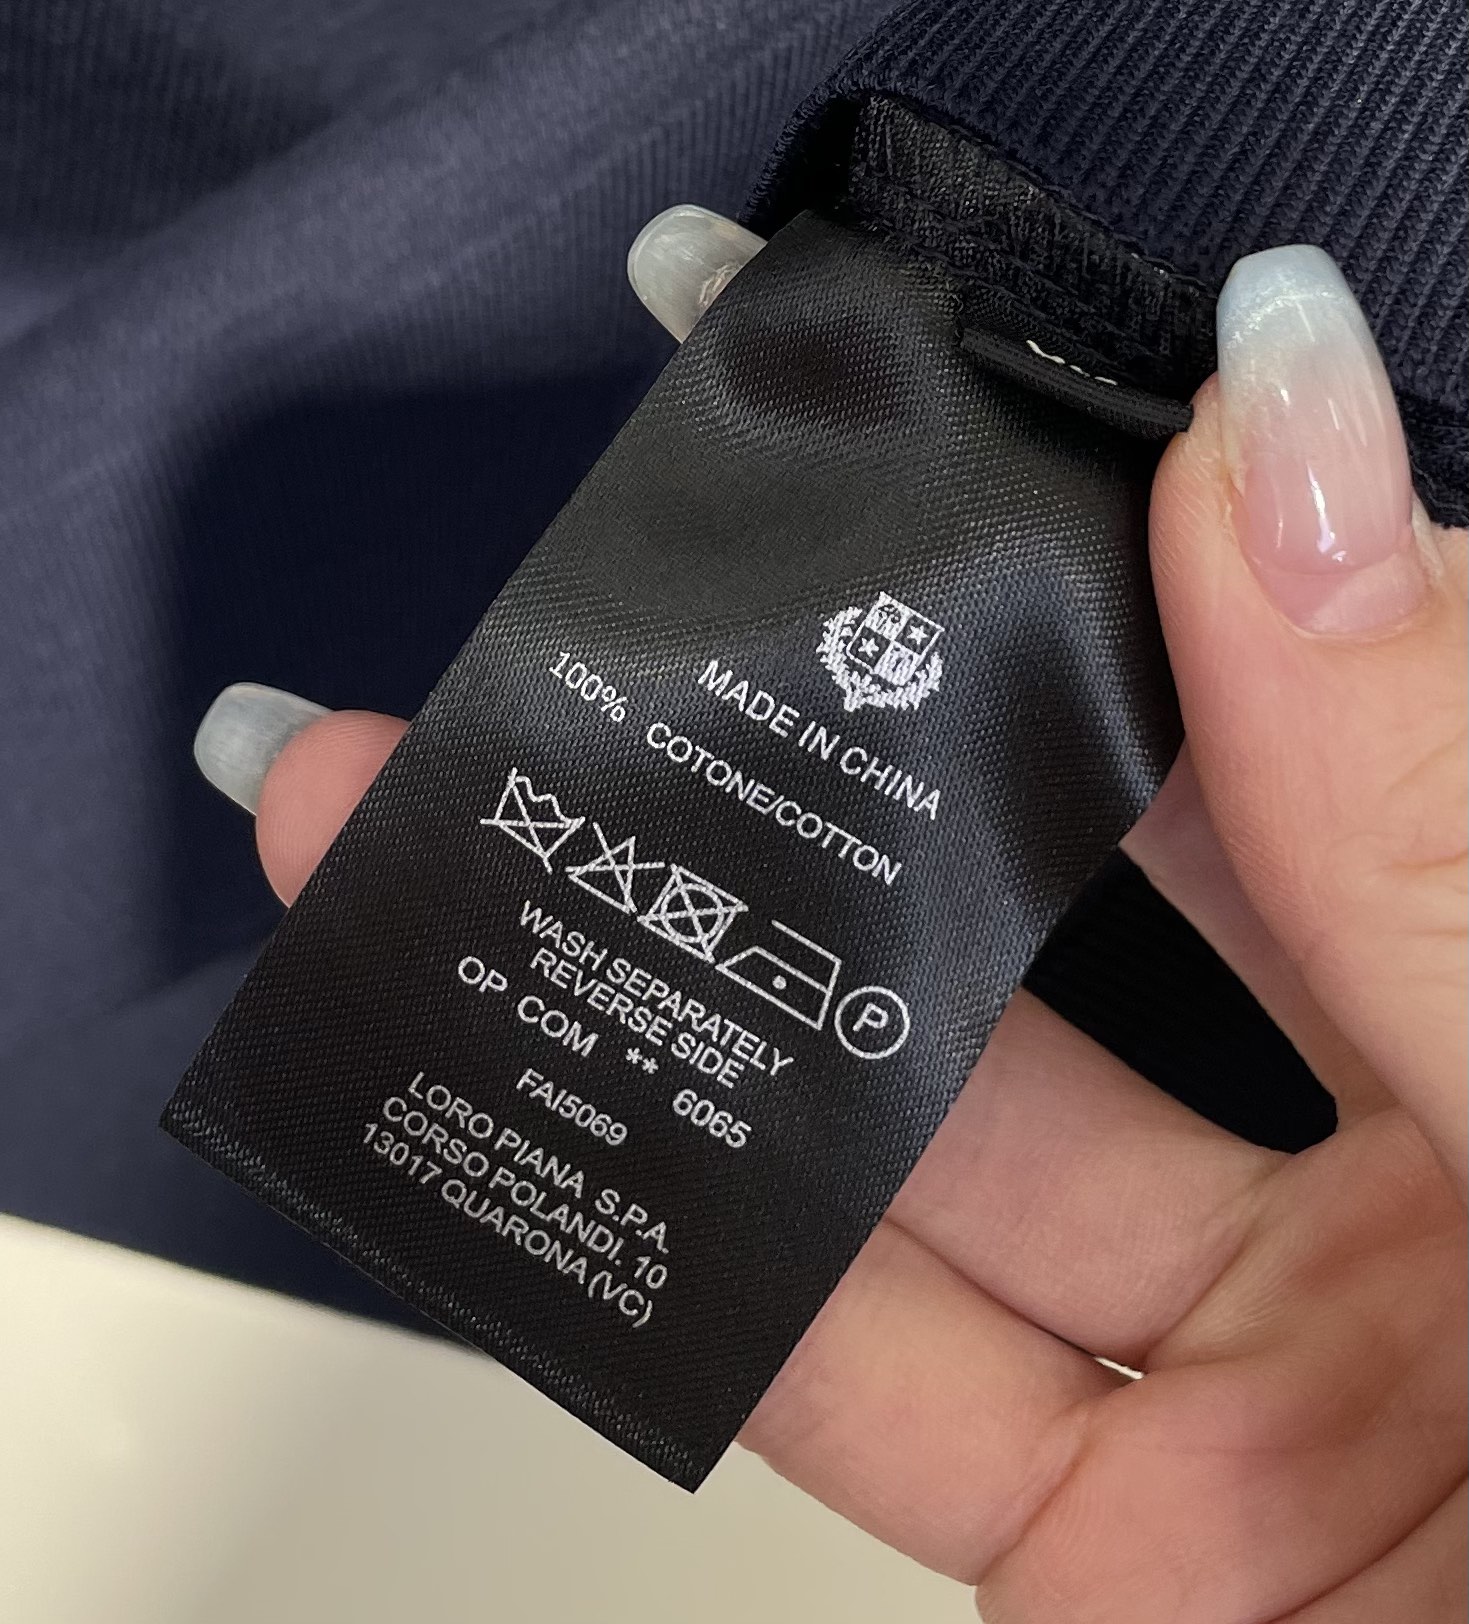 MADE IN CHINA
100% COTONE/COTTON
P
WASH SEPARATELY
REVERSE SIDE
OP COM ** 6065
FAI5069
LORO PIANA S.P.A.
CORSO POLANDI. 10
13017 QUARONA (VC)